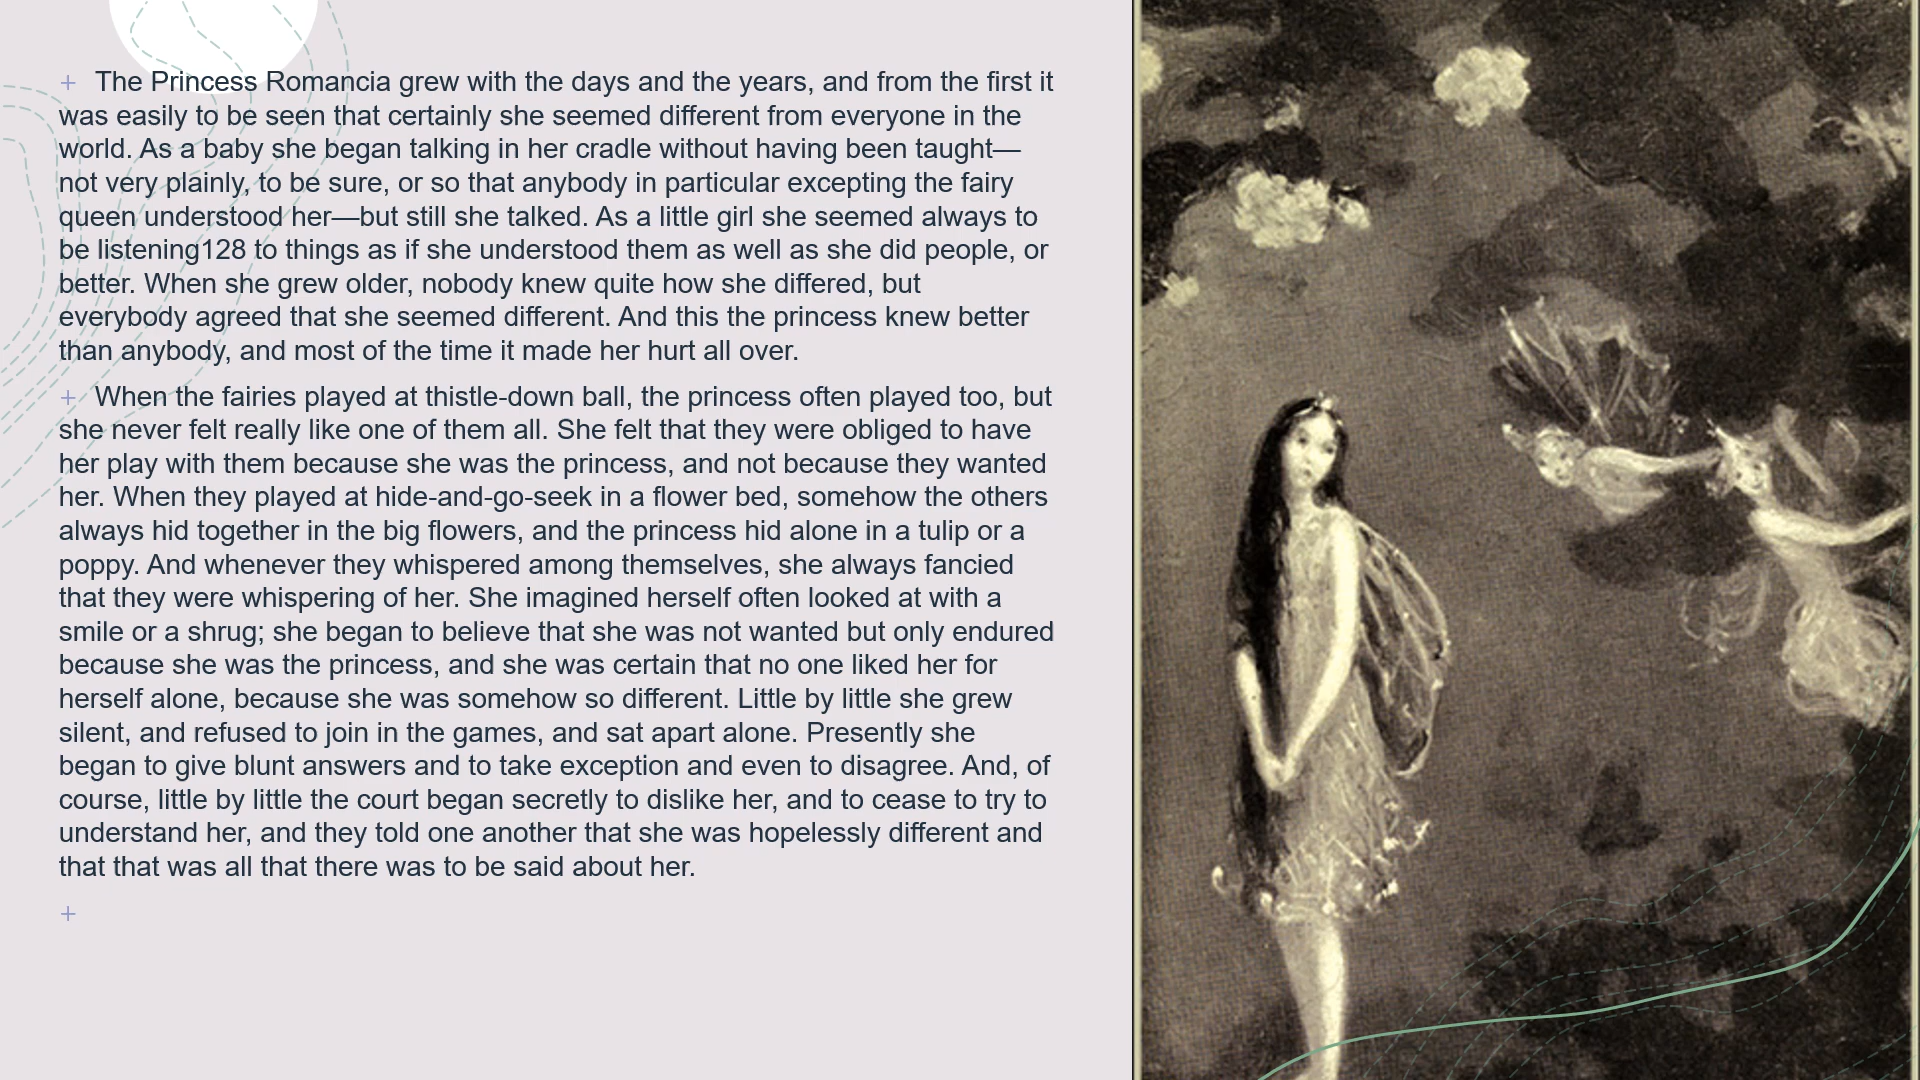 + The Princess Romancia grew with the days and the years, and from the first it
was easily to be seen that certainly she seemed different from everyone in the
world. As a baby she began talking in her cradle without having been taught—
not very plainly, to be sure, or so that anybody in particular excepting the fairy
queen understood her—but still she talked. As a little girl she seemed always to
be listening128 to things as if she understood them as well as she did people, or
better. When she grew older, nobody knew quite how she differed, but
everybody agreed that she seemed different. And this the princess knew better
than anybody, and most of the time it made her hurt all over.
+ When the fairies played at thistle-down ball, the princess often played too, but
she never felt really like one of them all. She felt that they were obliged to have
her play with them because she was the princess, and not because they wanted
her. When they played at hide-and-go-seek in a flower bed, somehow the others
always hid together in the big flowers, and the princess hid alone in a tulip or a
poppy. And whenever they whispered among themselves, she always fancied
that they were whispering of her. She imagined herself often looked at with a
smile or a shrug; she began to believe that she was not wanted but only endured
because she was the princess, and she was certain that no one liked her for
herself alone, because she was somehow so different. Little by little she grew
silent, and refused to join in the games, and sat apart alone. Presently she
began to give blunt answers and to take exception and even to disagree. And, of
course, little by little the court began secretly to dislike her, and to cease to try to
understand her, and they told one another that she was hopelessly different and
that that was all that there was to be said about her.
+